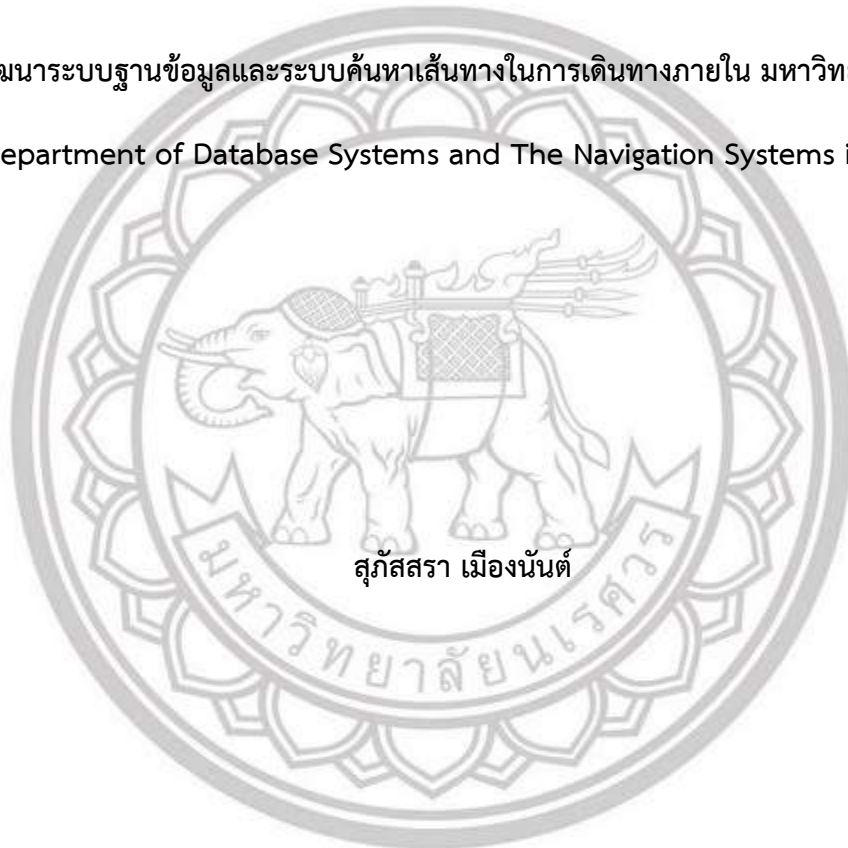 ฒนาระบบฐานข้อมูลและระบบค้นหาเส้นทางในการเดินทางภายใน มหาวิท
epartment of Database Systems and The Navigation Systems i
สุภัสสรา เมืองนันต์
มหาวิทยาลัยนเรศวร